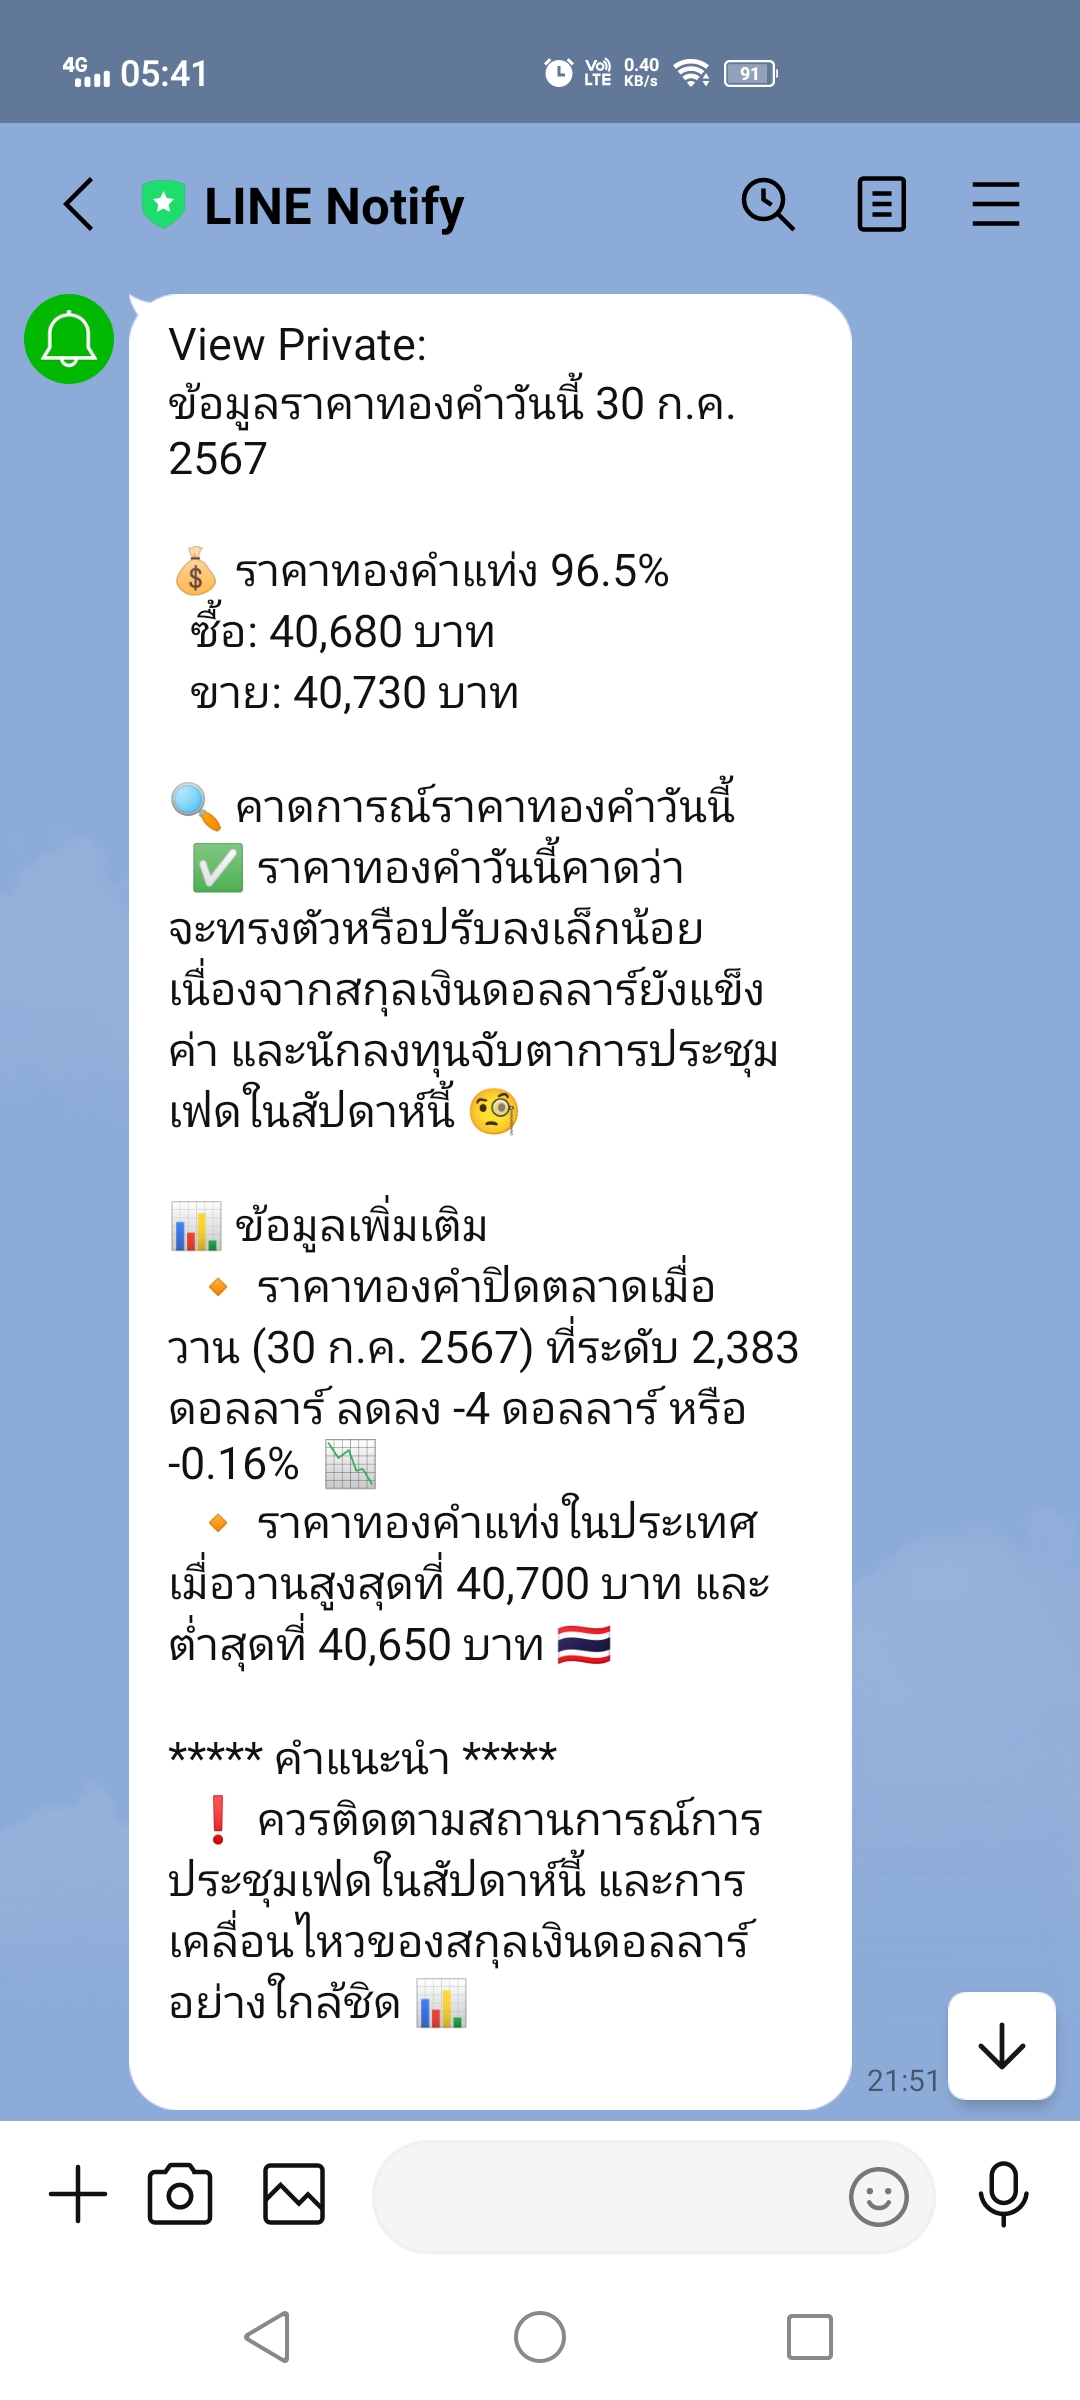 4G 05:41 Vo) LTE 0.40 KB/s 91
LINE Notify
View Private:
ข้อมูลราคาทองคำวันนี้ 30 ก.ค.
2567
💰 ราคาทองคำแท่ง 96.5%
ซื้อ: 40,680 บาท
ขาย: 40,730 บาท
🔍 คาดการณ์ราคาทองคำวันนี้
✅ ราคาทองคำวันนี้คาดว่า
จะทรงตัวหรือปรับลงเล็กน้อย
เนื่องจากสกุลเงินดอลลาร์ยังแข็ง
ค่า และนักลงทุนจับตาการประชุม
เฟดในสัปดาห์นี้ 🧐
📊 ข้อมูลเพิ่มเติม
🔸 ราคาทองคำปิดตลาดเมื่อ
วาน (30 ก.ค. 2567) ที่ระดับ 2,383
ดอลลาร์ ลดลง -4 ดอลลาร์ หรือ
-0.16% 📉
🔸 ราคาทองคำแท่งในประเทศ
เมื่อวานสูงสุดที่ 40,700 บาท และ
ต่ำสุดที่ 40,650 บาท 🇹🇭
***** คำแนะนำ *****
❗ ควรติดตามสถานการณ์การ
ประชุมเฟดในสัปดาห์นี้ และการ
เคลื่อนไหวของสกุลเงินดอลลาร์
อย่างใกล้ชิด 📊
21:51